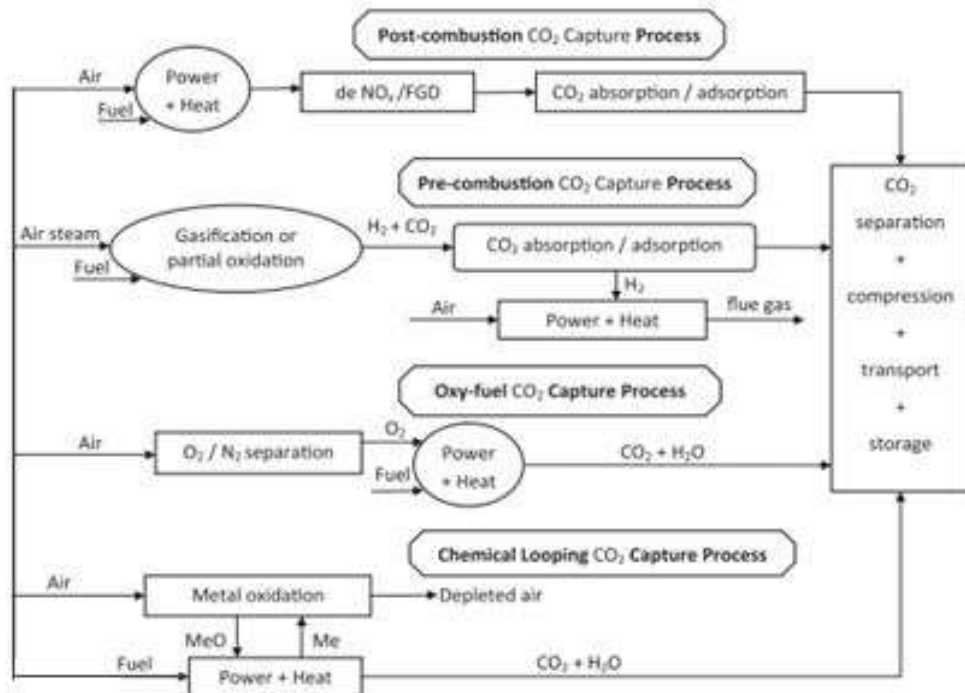 Post-combustion CO₂ Capture Process
Air
Fuel
Power
+ Heat
de NOₓ /FGD
CO₂ absorption / adsorption
Pre-combustion CO₂ Capture Process
Air steam
Fuel
Gasification or
partial oxidation
H₂ + CO₂
CO₂ absorption / adsorption
H₂
Air
Power + Heat
flue gas
Oxy-fuel CO₂ Capture Process
Air
O₂ / N₂ separation
O₂
Fuel
Power
+ Heat
CO₂ + H₂O
Chemical Looping CO₂ Capture Process
Air
Metal oxidation
Depleted air
MeO
Me
Fuel
Power + Heat
CO₂ + H₂O
CO₂
separation
+
compression
+
transport
+
storage